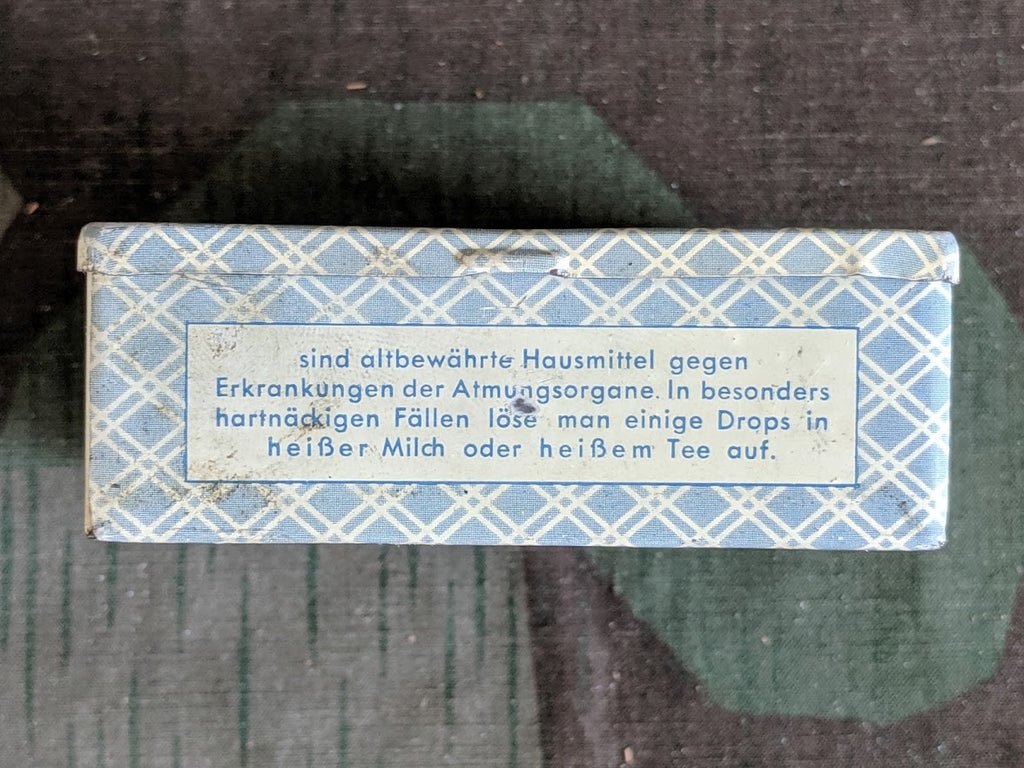 sind altbewährte Hausmittel gegen
Erkrankungen der Atmungsorgane. In besonders
hartnäckigen Fällen löse man einige Drops in
heißer Milch oder heißem Tee auf.